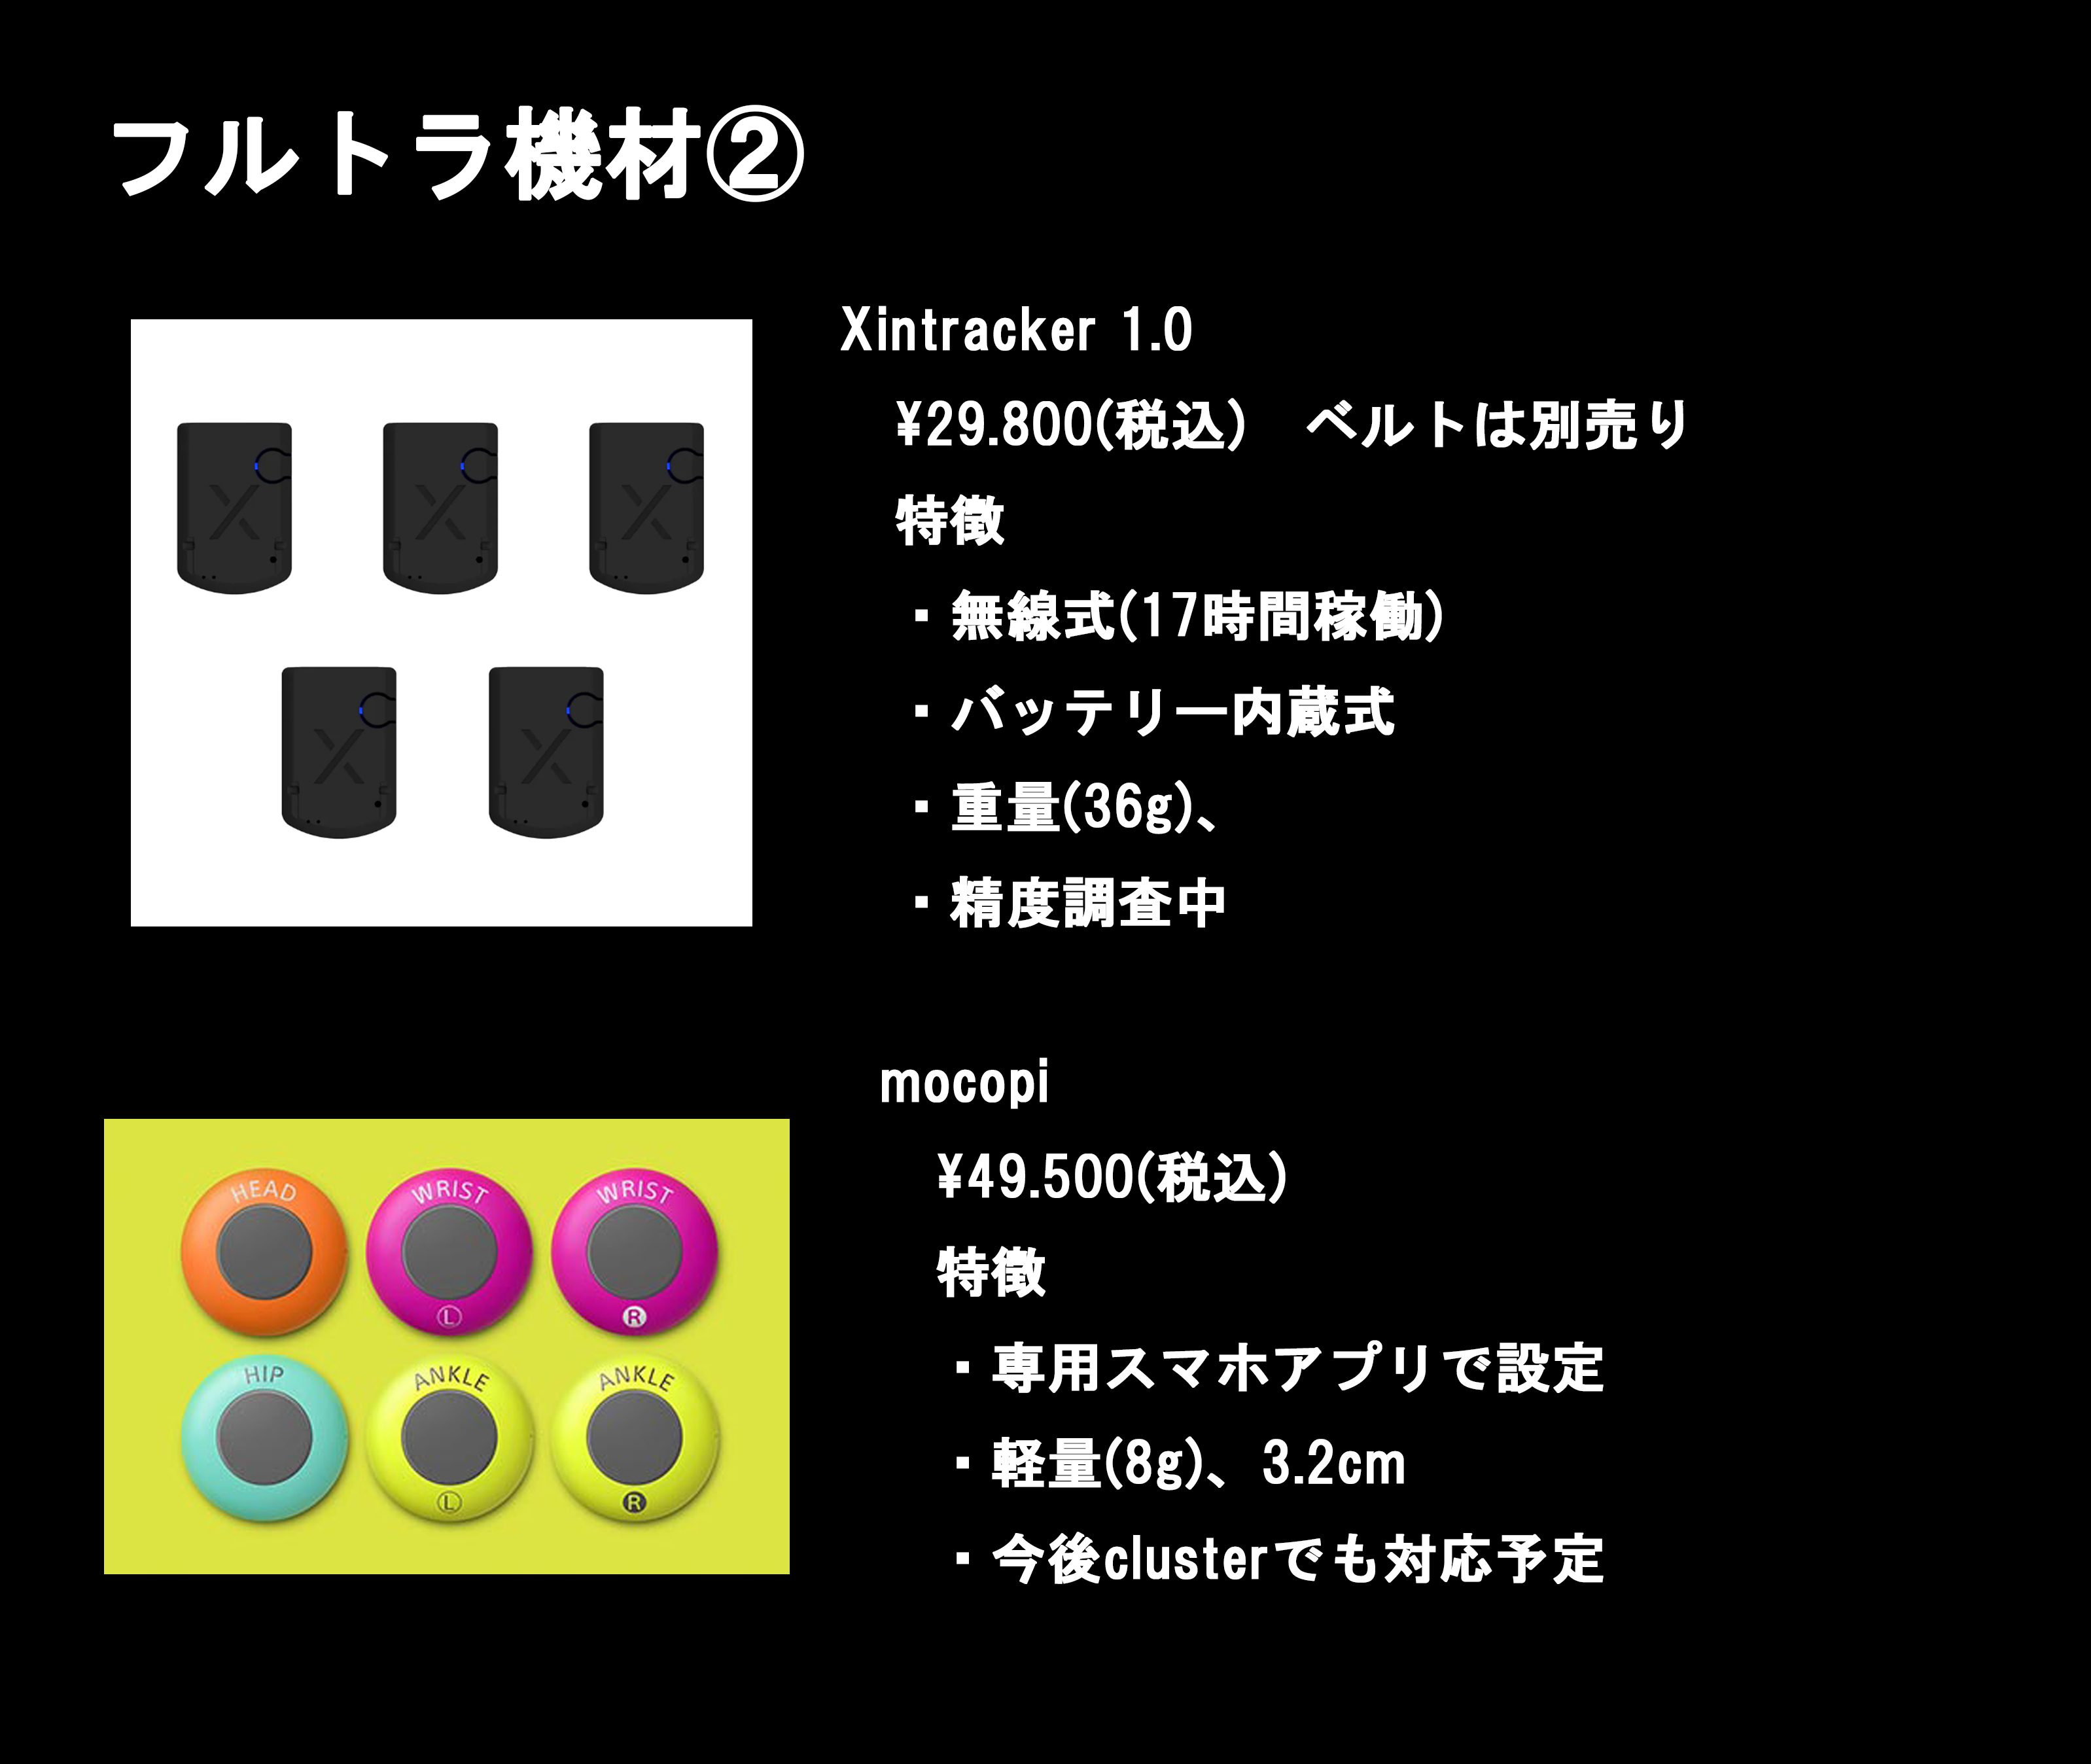 フルトラ機材②
Xintracker 1.0
¥29.800(税込)　ベルトは別売り
特徴
・無線式(17時間稼働)
・バッテリー内蔵式
・重量(36g)、
・精度調査中
mocopi
¥49.500(税込)
特徴
・専用スマホアプリで設定
・軽量(8g)、3.2cm
・今後clusterでも対応予定
HEAD
WRIST
WRIST
L
R
HIP
ANKLE
ANKLE
L
R